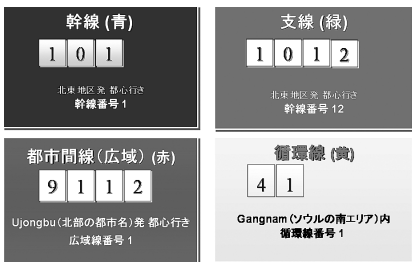 幹線 (青)
1 0 1
北東地区発 都心行き
幹線番号 1
支線 (緑)
1 0 1 2
北東地区発 都心行き
幹線番号 12
都市間線(広域) (赤)
9 1 1 2
Ujongbu(北部の都市名)発 都心行き
広域線番号 1
循環線 (黄)
4 1
Gangnam(ソウルの南エリア)内
循環線番号 1